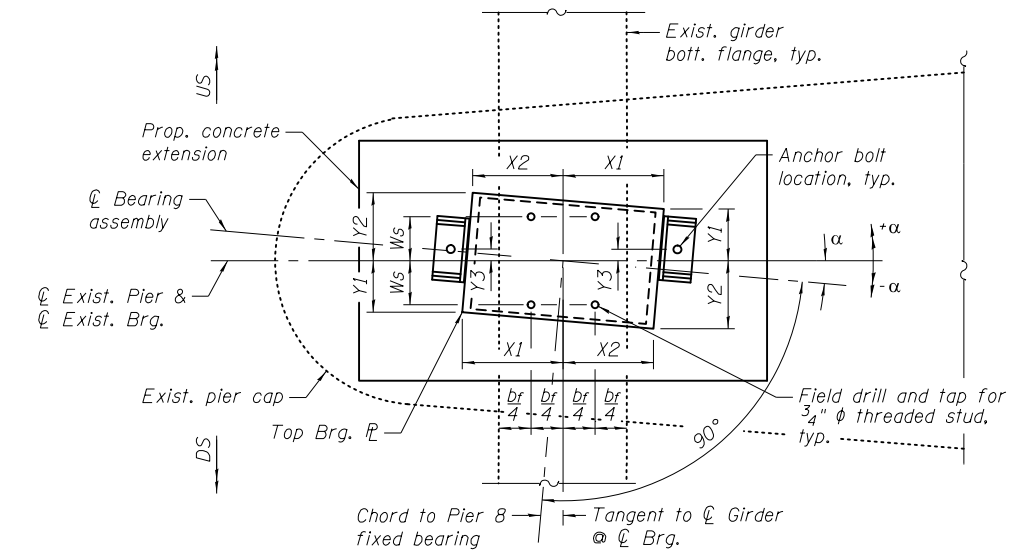 Exist. girder
bott. flange, typ.
US
Prop. concrete
extension
X2
X1
Anchor bolt
location, typ.
℄ Bearing
assembly
Y2
Ws
Y1
α
+α
Y1
Ws
Y3
Y3
Y2
-α
℄ Exist. Pier &
℄ Exist. Brg.
X1
X2
Exist. pier cap
bf/4 bf/4 bf/4 bf/4
Field drill and tap for
3/4" ϕ threaded stud,
typ.
Top Brg. ⅊
90°
DS
Chord to Pier 8
fixed bearing
Tangent to ℄ Girder
@ ℄ Brg.